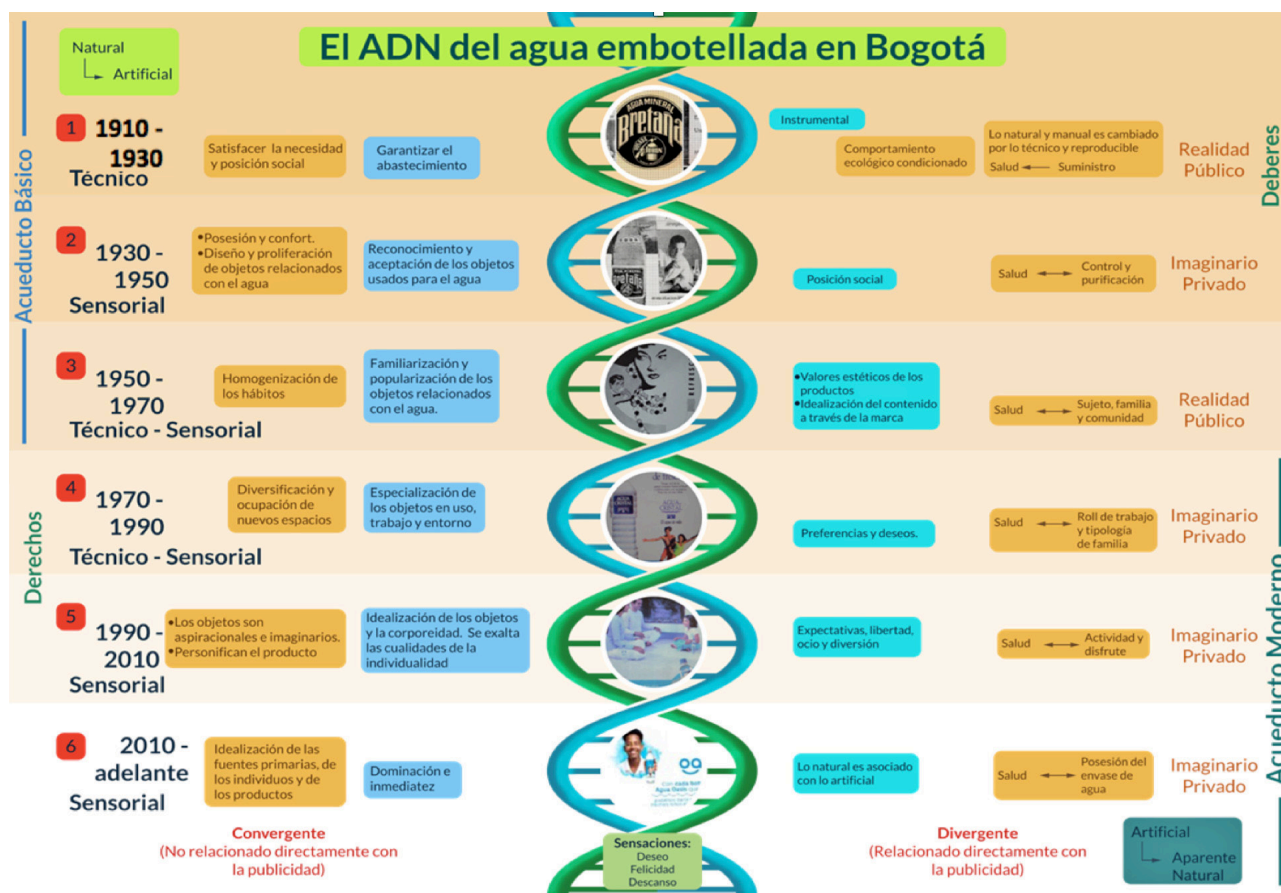 El ADN del agua embotellada en Bogotá
Natural
Artificial
Acueducto Básico
Derechos
Deberes
Acueducto Moderno
1
1910 -
1930
Técnico
Satisfacer la necesidad
y posición social
Garantizar el
abastecimiento
AGUA MINERAL
Bretaña
Instrumental
Comportamiento
ecológico condicionado
Lo natural y manual es cambiado
por lo técnico y reproducible
Salud Suministro
Realidad
Público
2
1930 -
1950
Sensorial
•Posesión y confort.
•Diseño y proliferación
de objetos relacionados
con el agua
Reconocimiento y
aceptación de los objetos
usados para el agua
Posición social
Salud
Control y
purificación
Imaginario
Privado
3
1950 -
1970
Técnico - Sensorial
Homogenización de
los hábitos
Familiarización y
popularización de los
objetos relacionados
con el agua.
REFRESC
•Valores estéticos de los
productos
•Idealización del contenido
a través de la marca
Salud
Sujeto, familia
y comunidad
Realidad
Público
4
1970 -
1990
Técnico - Sensorial
Diversificación y
ocupación de
nuevos espacios
Especialización de
los objetos en uso,
trabajo y entorno
Preferencias y deseos.
Salud
Roll de trabajo
y tipología
de familia
Imaginario
Privado
5
1990 -
2010
Sensorial
•Los objetos son
aspiracionales e imaginarios.
•Personifican el producto
Idealización de los objetos
y la corporeidad. Se exalta
las cualidades de la
individualidad
Expectativas, libertad,
ocio y diversión
Salud
Actividad y
disfrute
Imaginario
Privado
6
2010 -
adelante
Sensorial
Idealización de las
fuentes primarias, de
los individuos y de
los productos
Dominación e
inmediatez
Con cada
Agua Oasis
Lo natural es asociado
con lo artificial
Salud
Posesión del
envase de
agua
Imaginario
Privado
Convergente
(No relacionado directamente con
la publicidad)
Sensaciones:
Deseo
Felicidad
Descanso
Divergente
(Relacionado directamente con
la publicidad)
Artificial
Aparente
Natural